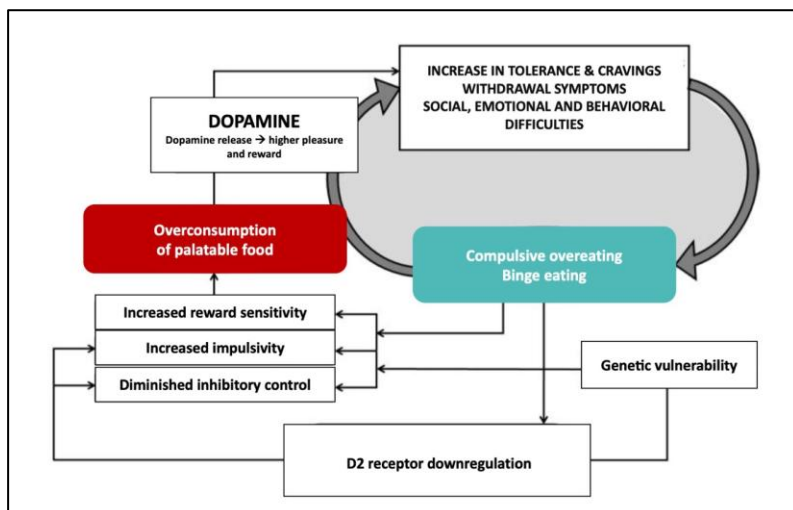 INCREASE IN TOLERANCE & CRAVINGS
WITHDRAWAL SYMPTOMS
SOCIAL, EMOTIONAL AND BEHAVIORAL
DIFFICULTIES
DOPAMINE
Dopamine release → higher pleasure
and reward
Overconsumption
of palatable food
Compulsive overeating
Binge eating
Increased reward sensitivity
Increased impulsivity
Diminished inhibitory control
Genetic vulnerability
D2 receptor downregulation